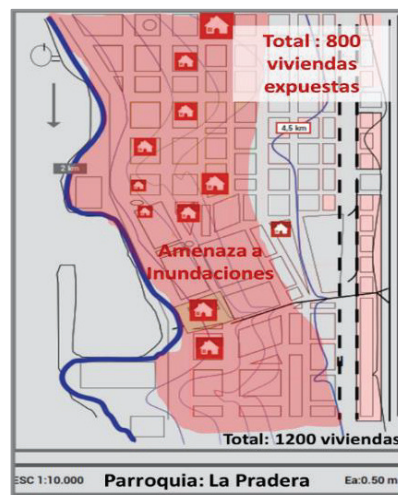 Total : 800
viviendas
expuestas
4,5 km
2 km
Amenaza a
Inundaciones
Total: 1200 viviendas
ESC 1:10.000
Parroquia: La Pradera
Ea:0.50 m